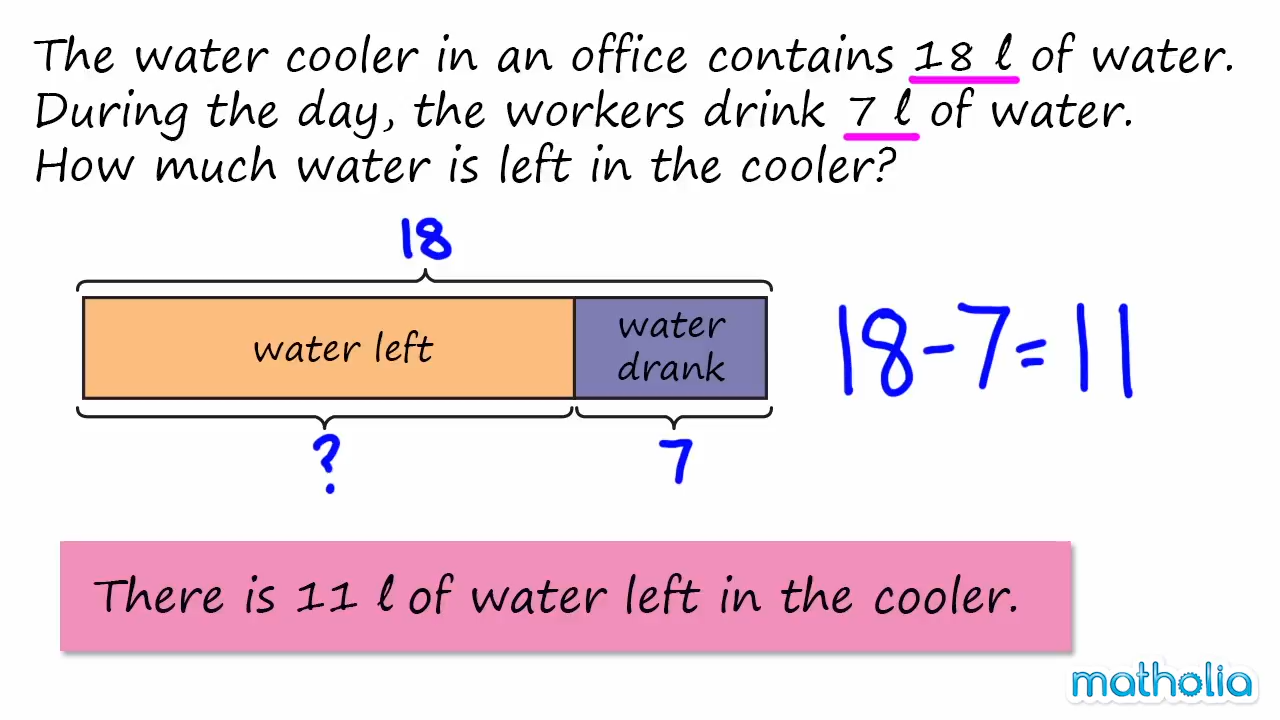 The water cooler in an office contains 18 l of water.
During the day, the workers drink 7 l of water.
How much water is left in the cooler?
18
water left
water
drank
18-7=11
?
7
There is 11 l of water left in the cooler.
matholia